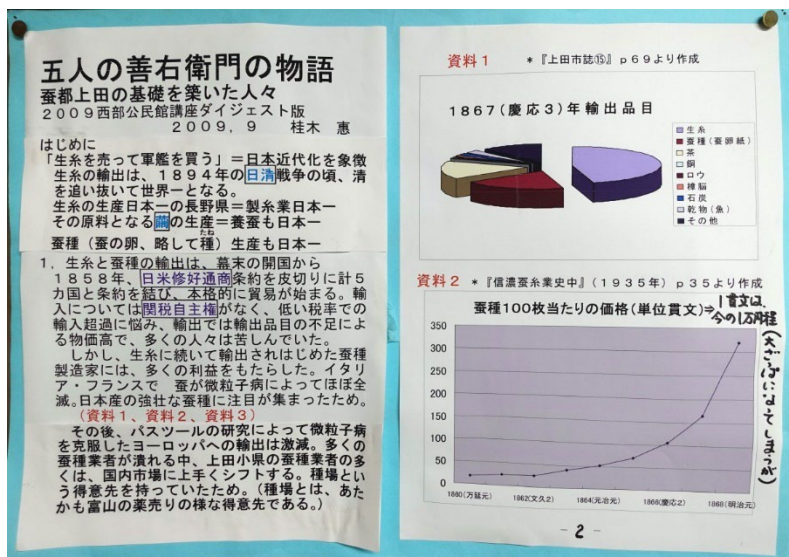 五人の善右衛門の物語
蚕都上田の基礎を築いた人々
2009西部公民館講座ダイジェスト版
2009,9 桂木 惠
はじめに
「生糸を売って軍艦を買う」=日本近代化を象徴
生糸の輸出は、1894年の日清戦争の頃、清
を追い抜いて世界一となる。
生糸の生産日本一の長野県=製糸業日本一
その原料となる繭の生産=養蚕も日本一
蚕種(蚕の卵、略して種)生産も日本一
たね
1.生糸と蚕種の輸出は、幕末の開国から
1858年、日米修好通商条約を皮切りに計5
カ国と条約を結び、本格的に貿易が始まる。輸
入については関税自主権がなく、低い税率での
輸入超過に悩み、輸出では輸出品目の不足によ
る物価高で、多くの人々は苦しんでいた。
しかし、生糸に続いて輸出されはじめた蚕種
製造家には、多くの利益をもたらした。イタリ
ア・フランスで 蚕が微粒子病によってほぼ全
滅。日本産の強壮な蚕種に注目が集まったため。
(資料1、資料2、資料3)
その後、パスツールの研究によって微粒子病
を克服したヨーロッパへの輸出は激減。多くの
蚕種業者が潰れる中、上田小県の蚕種業者の多
くは、国内市場に上手くシフトする。種場とい
う得意先を持っていたため。(種場とは、あた
かも富山の薬売りの様な得意先である。)
資料1 *『上田市誌⑮』p69より作成
1867(慶応3)年輸出品目
生糸
蚕種(蚕卵紙)
茶
銅
ロウ
樟脳
石炭
乾物(魚)
その他
資料2 *『信濃蚕糸業史中』(1935年)p35より作成
蚕種100枚当たりの価格(単位貫文)⇒1貫文は、
今の1万円程
(大ざっぱになってしまうが)
350
300
250
200
150
100
50
0
1860(万延元) 1862(文久2) 1864(元治元) 1866(慶応2) 1868(明治元)
- 2 -